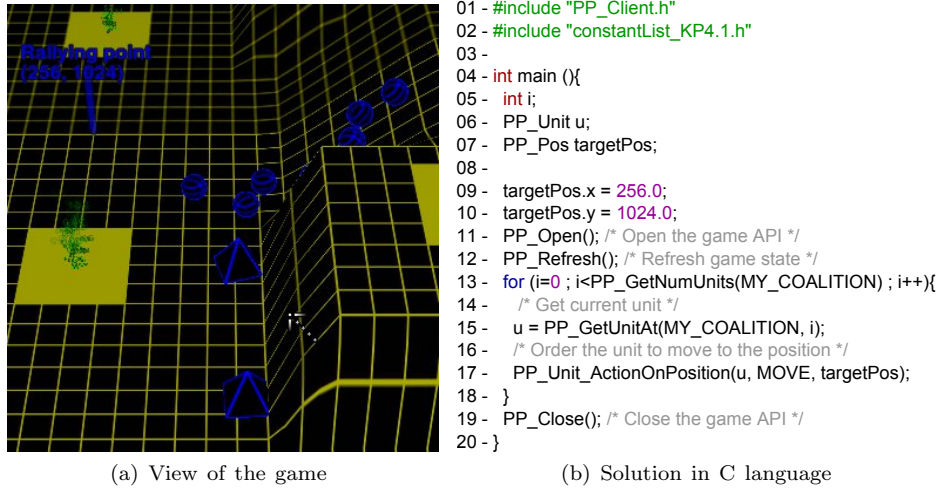 Rallying point
(256, 1024)
01 - #include "PP_Client.h"
02 - #include "constantList_KP4.1.h"
03 -
04 - int main (){
05 - int i;
06 - PP_Unit u;
07 - PP_Pos targetPos;
08 -
09 - targetPos.x = 256.0;
10 - targetPos.y = 1024.0;
11 - PP_Open(); /* Open the game API */
12 - PP_Refresh(); /* Refresh game state */
13 - for (i=0 ; i<PP_GetNumUnits(MY_COALITION) ; i++){
14 - /* Get current unit */
15 - u = PP_GetUnitAt(MY_COALITION, i);
16 - /* Order the unit to move to the position */
17 - PP_Unit_ActionOnPosition(u, MOVE, targetPos);
18 - }
19 - PP_Close(); /* Close the game API */
20 - }
(a) View of the game
(b) Solution in C language